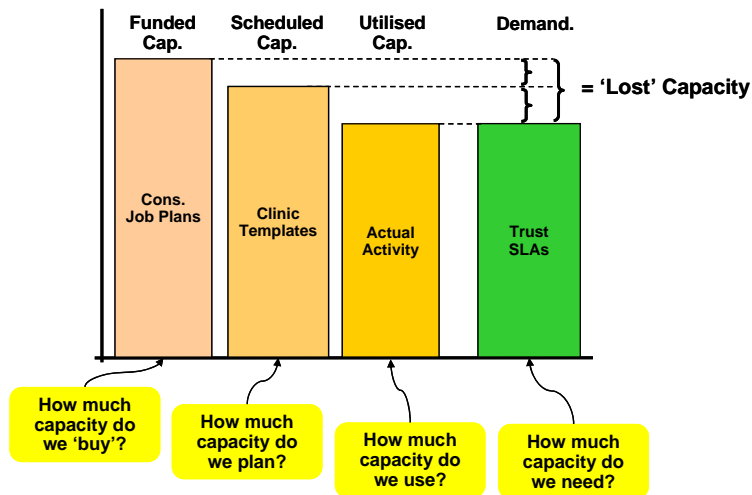 Funded
Cap.
Scheduled
Cap.
Utilised
Cap.
Demand.
= ‘Lost’ Capacity
Cons.
Job Plans
Clinic
Templates
Actual
Activity
Trust
SLAs
How much
capacity do
we ‘buy’?
How much
capacity do
we plan?
How much
capacity do
we use?
How much
capacity do
we need?